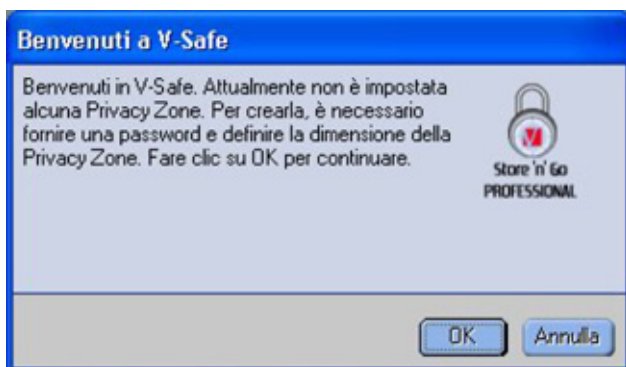 Benvenuti a V-Safe
Benvenuti in V-Safe. Attualmente non è impostata
alcuna Privacy Zone. Per crearla, è necessario
fornire una password e definire la dimensione della
Privacy Zone. Fare clic su OK per continuare.
Store 'n' Go
PROFESSIONAL
OK
Annulla